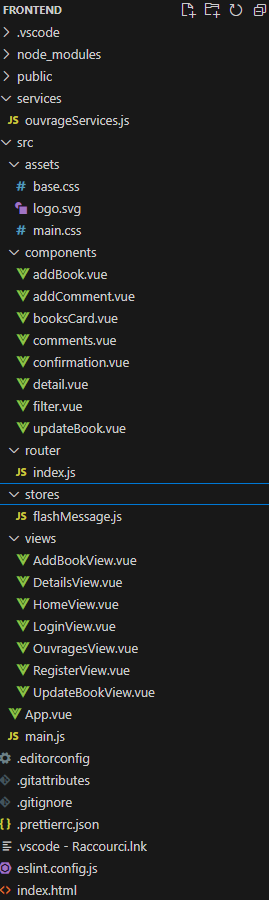 FRONTEND
.vscode
node_modules
public
services
JS ouvrageServices.js
src
assets
# base.css
logo.svg
# main.css
components
addBook.vue
addComment.vue
booksCard.vue
comments.vue
confirmation.vue
detail.vue
filter.vue
updateBook.vue
router
JS index.js
stores
JS flashMessage.js
views
AddBookView.vue
DetailsView.vue
HomeView.vue
LoginView.vue
OuvragesView.vue
RegisterView.vue
UpdateBookView.vue
App.vue
JS main.js
.editorconfig
.gitattributes
.gitignore
{ } .prettierrc.json
.vscode - Raccourci.lnk
eslint.config.js
<> index.html